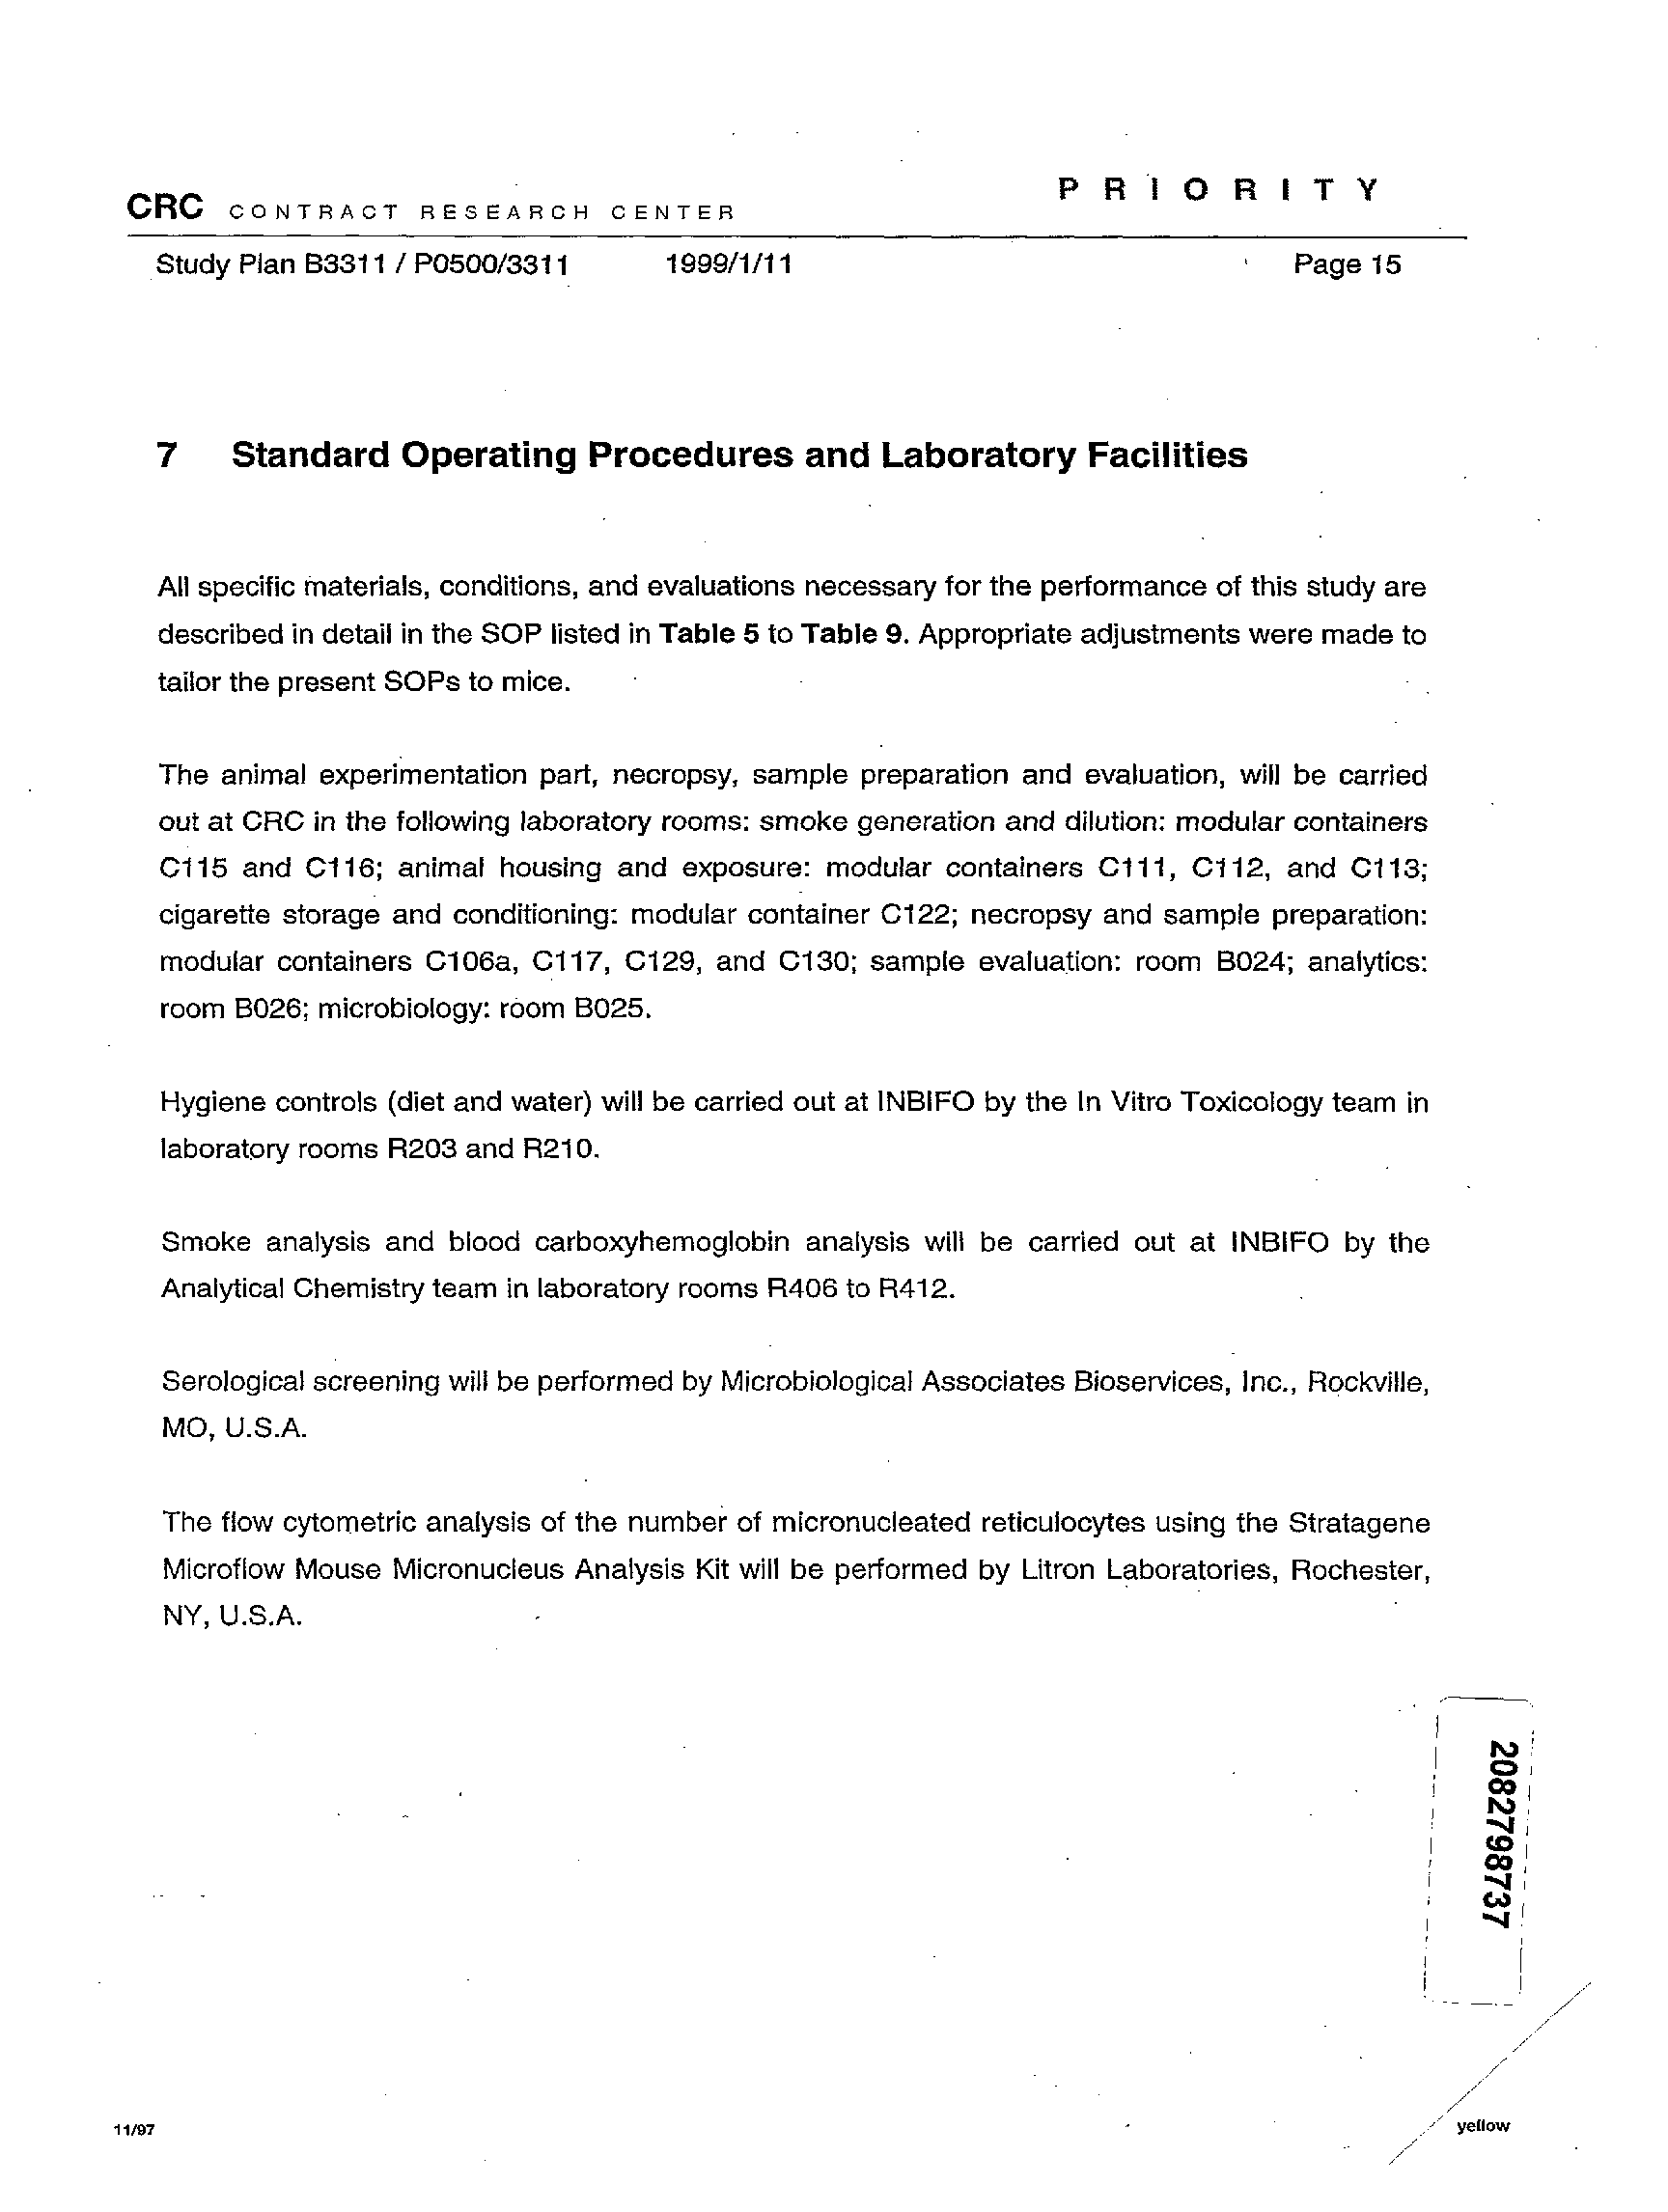 PRIORITY
CRC CONTRACT RESEARCH CENTER
Study Plan B3311 / P0500/3311 1999/1/11 Page 15
7 Standard Operating Procedures and Laboratory Facilities
All specific materials, conditions, and evaluations necessary for the performance of this study are
described in detail in the SOP listed in Table 5 to Table 9. Appropriate adjustments were made to
tailor the present SOPs to mice.
The animal experimentation part, necropsy, sample preparation and evaluation, will be carried
out at CRC in the following laboratory rooms: smoke generation and dilution: modular containers
C115 and C116; animal housing and exposure: modular containers C111, C112, and C113;
cigarette storage and conditioning: modular container C122; necropsy and sample preparation:
modular containers C106a, C117, C129, and C130; sample evaluation: room B024; analytics:
room B026; microbiology: room B025.
Hygiene controls (diet and water) will be carried out at INBIFO by the In Vitro Toxicology team in
laboratory rooms R203 and R210.
Smoke analysis and blood carboxyhemoglobin analysis will be carried out at INBIFO by the
Analytical Chemistry team in laboratory rooms R406 to R412.
Serological screening will be performed by Microbiological Associates Bioservices, Inc., Rockville,
MO, U.S.A.
The flow cytometric analysis of the number of micronucleated reticulocytes using the Stratagene
Microflow Mouse Micronucleus Analysis Kit will be performed by Litron Laboratories, Rochester,
NY, U.S.A.
2082798737
11/97 yellow